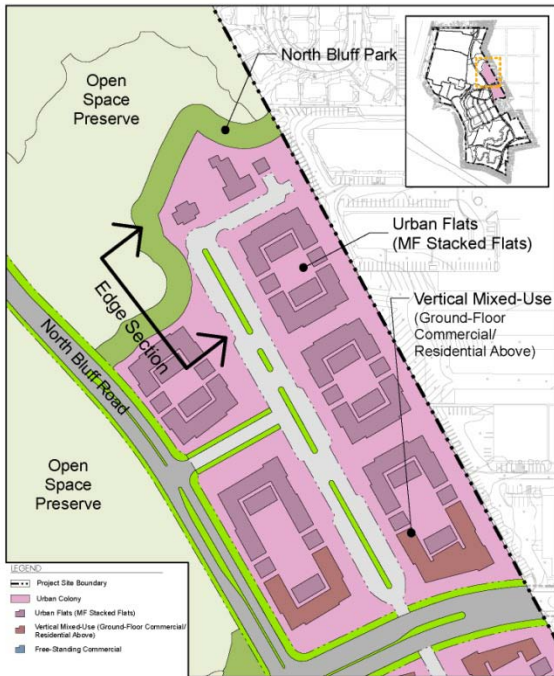 North Bluff Park
Open
Space
Preserve
Urban Flats
(MF Stacked Flats)
Edge Section
Vertical Mixed-Use
(Ground-Floor
Commercial/
Residential Above)
North Bluff Road
Open
Space
Preserve
LEGEND
Project Site Boundary
Urban Colony
Urban Flats (MF Stacked Flats)
Vertical Mixed-Use (Ground-Floor Commercial/
Residential Above)
Free-Standing Commercial